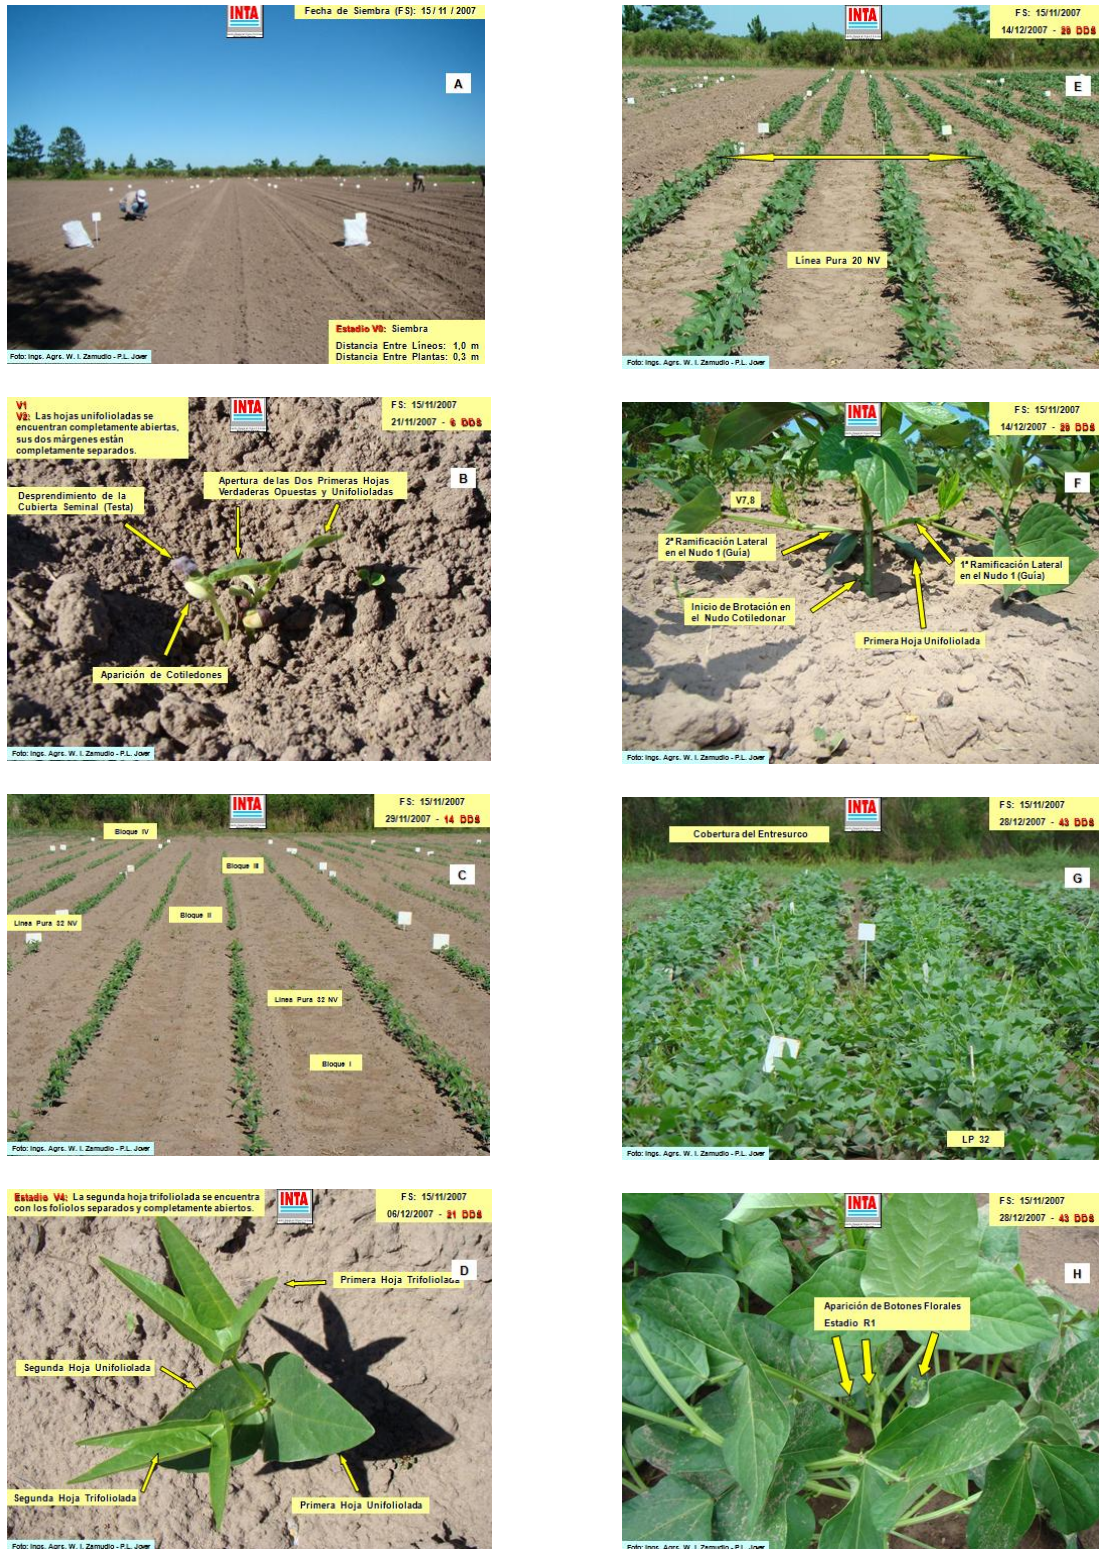 INTA
Fecha de Siembra (FS): 15/ 11 / 2007
A
Estadio V0: Siembra
Distancia Entre Líneos: 1,0 m
Distancia Entre Plantas: 0,3 m
Foto: Ings. Agrs. W. I. Zamudio - P.L. Jover
V1
V2: Las hojas unifolioladas se
encuentran completamente abiertas,
sus dos márgenes están
completamente separados.
INTA
FS: 15/11/2007
21/11/2007 - 6 DDS
B
Desprendimiento de la
Cubierta Seminal (Testa)
Apertura de las Dos Primeras Hojas
Verdaderas Opuestas y Unifolioladas
Aparición de Cotiledones
Foto: Ings. Agrs. W. I. Zamudio - P.L. Jover
INTA
FS: 15/11/2007
29/11/2007 - 14 DDS
Bloque IV
Bloque III
C
Bloque II
Línea Pura 32 NV
Línea Pura 32 NV
Bloque I
Foto: Ings. Agrs. W. I. Zamudio - P.L. Jover
Estadio V4: La segunda hoja trifoliolada se encuentra
con los folíolos separados y completamente abiertos.
INTA
FS: 15/11/2007
06/12/2007 - 21 DDS
D
Primera Hoja Trifoliolada
Segunda Hoja Unifoliolada
Segunda Hoja Trifoliolada
Primera Hoja Unifoliolada
Foto: Ings. Agrs. W. I. Zamudio - P.L. Jover
INTA
FS: 15/11/2007
14/12/2007 - 29 DDS
E
Línea Pura 20 NV
Foto: Ings. Agrs. W. I. Zamudio - P.L. Jover
INTA
FS: 15/11/2007
14/12/2007 - 29 DDS
F
V7,8
2ª Ramificación Lateral
en el Nudo 1 (Guía)
1ª Ramificación Lateral
en el Nudo 1 (Guía)
Inicio de Brotación en
el Nudo Cotiledonar
Primera Hoja Unifoliolada
Foto: Ings. Agrs. W. I. Zamudio - P.L. Jover
INTA
FS: 15/11/2007
28/12/2007 - 43 DDS
Cobertura del Entresurco
G
LP 32
Foto: Ings. Agrs. W. I. Zamudio - P.L. Jover
INTA
FS: 15/11/2007
28/12/2007 - 43 DDS
H
Aparición de Botones Florales
Estadio R1
Foto: Ings. Agrs. W. I. Zamudio - P.L. Jover